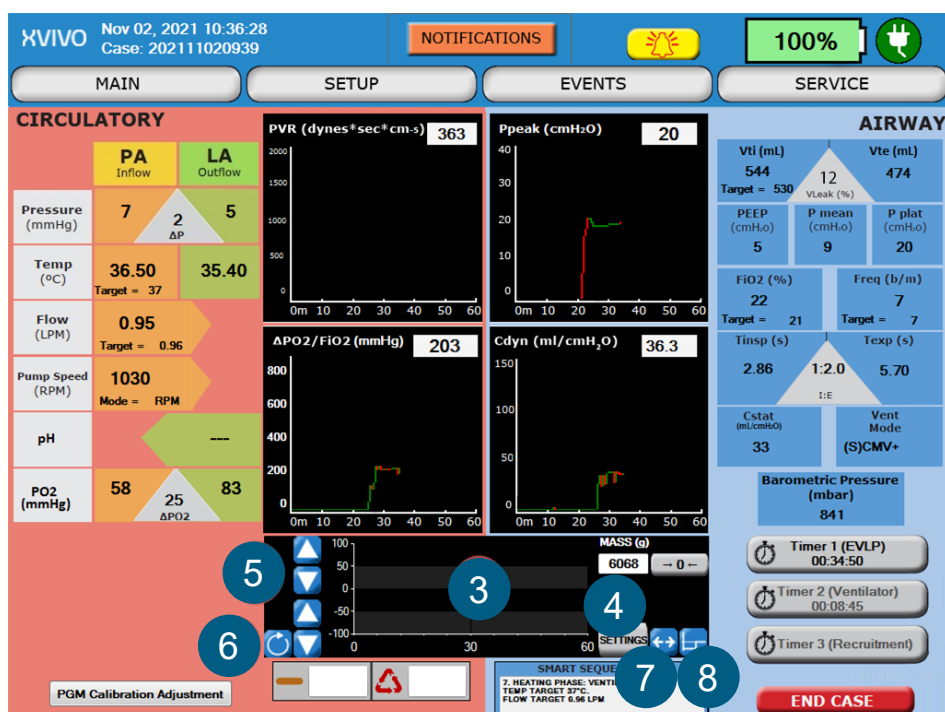 XVIVO
Nov 02, 2021 10:36:28
Case: 202111020939
NOTIFICATIONS
100%
MAIN
SETUP
EVENTS
SERVICE
CIRCULATORY
PA
Inflow
LA
Outflow
Pressure
(mmHg)
7
2
ΔP
5
Temp
(ºC)
36.50
Target = 37
35.40
Flow
(LPM)
0.95
Target = 0.96
Pump Speed
(RPM)
1030
Mode = RPM
pH
---
PO2
(mmHg)
58
25
ΔPO2
83
PGM Calibration Adjustment
PVR (dynes*sec*cm-5)
363
2000
1500
1000
500
0
0m 10 20 30 40 50 60
Ppeak (cmH2O)
20
40
30
20
10
0
0m 10 20 30 40 50 60
ΔPO2/FiO2 (mmHg)
203
800
600
400
200
0
0m 10 20 30 40 50 60
Cdyn (ml/cmH2O)
36.3
150
100
50
0
0m 10 20 30 40 50 60
100
50
0
-50
-100
0 30 60
MASS (g)
6068
→ 0 ←
SETTINGS
3
4
5
6
7
8
SMART SEQU
7. HEATING PHASE: VENTI
TEMP TARGET 37°C.
FLOW TARGET 0.96 LPM
AIRWAY
Vti (mL)
544
Target = 530
12
VLeak (%)
Vte (mL)
474
PEEP
(cmH2O)
5
P mean
(cmH2O)
9
P plat
(cmH2O)
20
FiO2 (%)
22
Target = 21
Freq (b/m)
7
Target = 7
Tinsp (s)
2.86
1:2.0
I:E
Texp (s)
5.70
Cstat
(mL/cmH2O)
33
Vent
Mode
(S)CMV+
Barometric Pressure
(mbar)
841
Timer 1 (EVLP)
00:34:50
Timer 2 (Ventilator)
00:08:45
Timer 3 (Recruitment)
END CASE